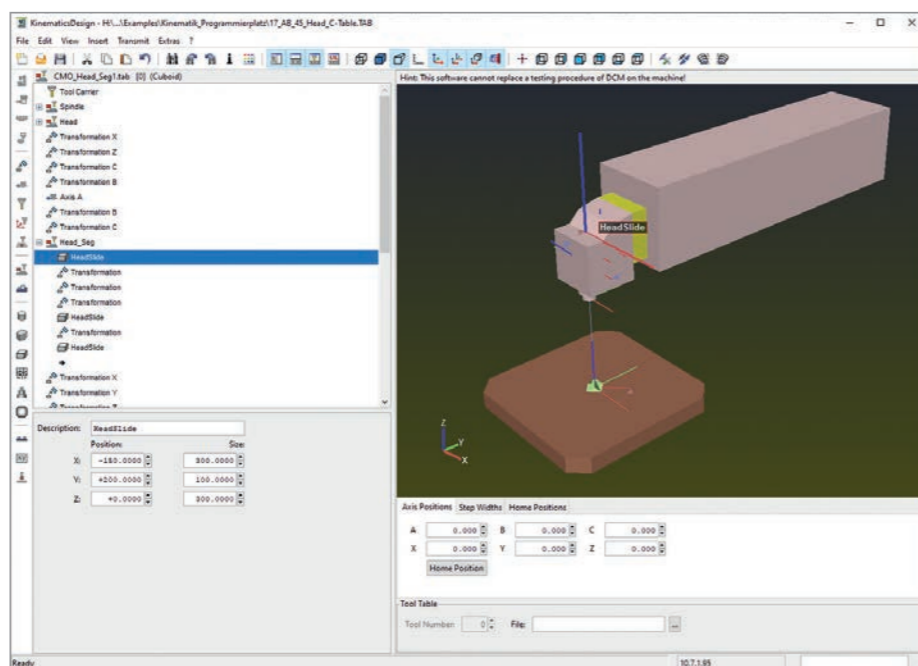 KinematicsDesign - H:\...\Examples\Kinematik_Programmierplatz\17_AB_45_Head_C-Table.TAB
File Edit View Insert Transmit Extras ?
CMO_Head_Seg1.tab [0] (Cuboid)
Tool Carrier
Spindle
Head
Transformation X
Transformation Z
Transformation C
Transformation B
Axis A
Transformation B
Transformation C
Head_Seg
HeadSlide
Transformation
Transformation
Transformation
HeadSlide
Transformation
HeadSlide
Transformation X
Transformation Y
Transformation Z
Description: HeadSlide
Position: Size:
X: -150.0000 300.0000
Y: +200.0000 100.0000
Z: +0.0000 300.0000
Hint: This software cannot replace a testing procedure of DCM on the machine!
HeadSlide
Z
Y
X
Axis Positions Step Widths Home Positions
A 0.000 B 0.000 C 0.000
X 0.000 Y 0.000 Z 0.000
Home Position
Tool Table
Tool Number: 0 File: ...
Ready 10.7.1.95